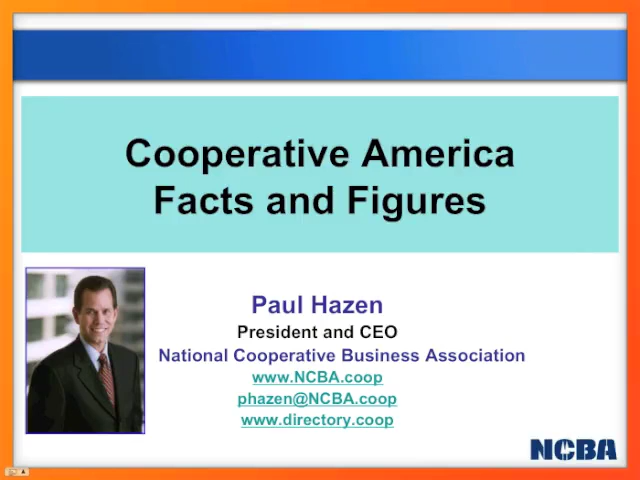 Cooperative America
Facts and Figures
Paul Hazen
President and CEO
National Cooperative Business Association
www.NCBA.coop
phazen@NCBA.coop
www.directory.coop
NCBA